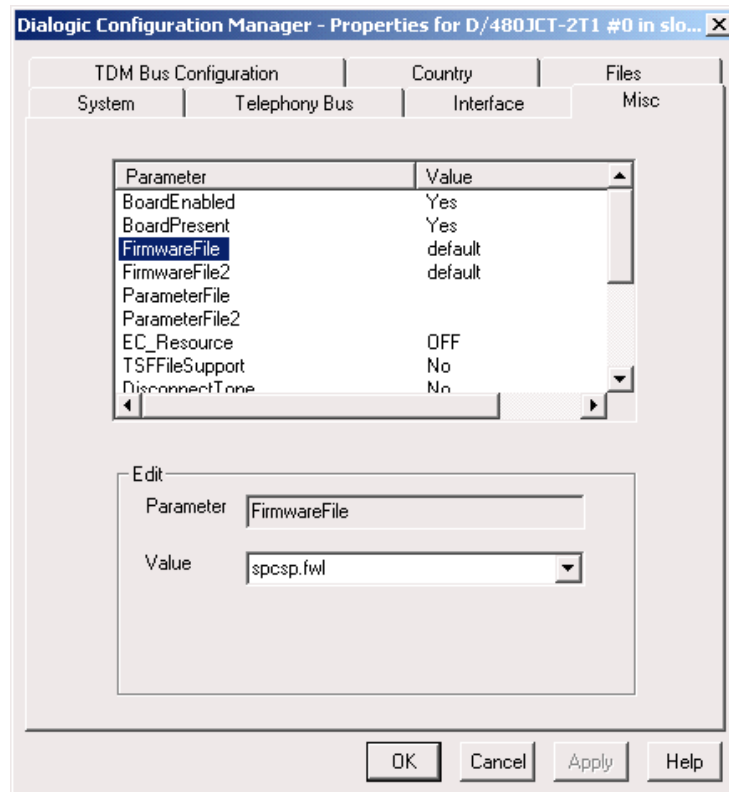 Dialogic Configuration Manager - Properties for D/480JCT-2T1 #0 in slo...
TDM Bus Configuration Country Files
System Telephony Bus Interface Misc
Parameter Value
BoardEnabled Yes
BoardPresent Yes
FirmwareFile default
FirmwareFile2 default
ParameterFile
ParameterFile2
EC_Resource OFF
TSFFileSupport No
DisconnectTone No
Edit
Parameter FirmwareFile
Value spcsp.fwl
OK Cancel Apply Help